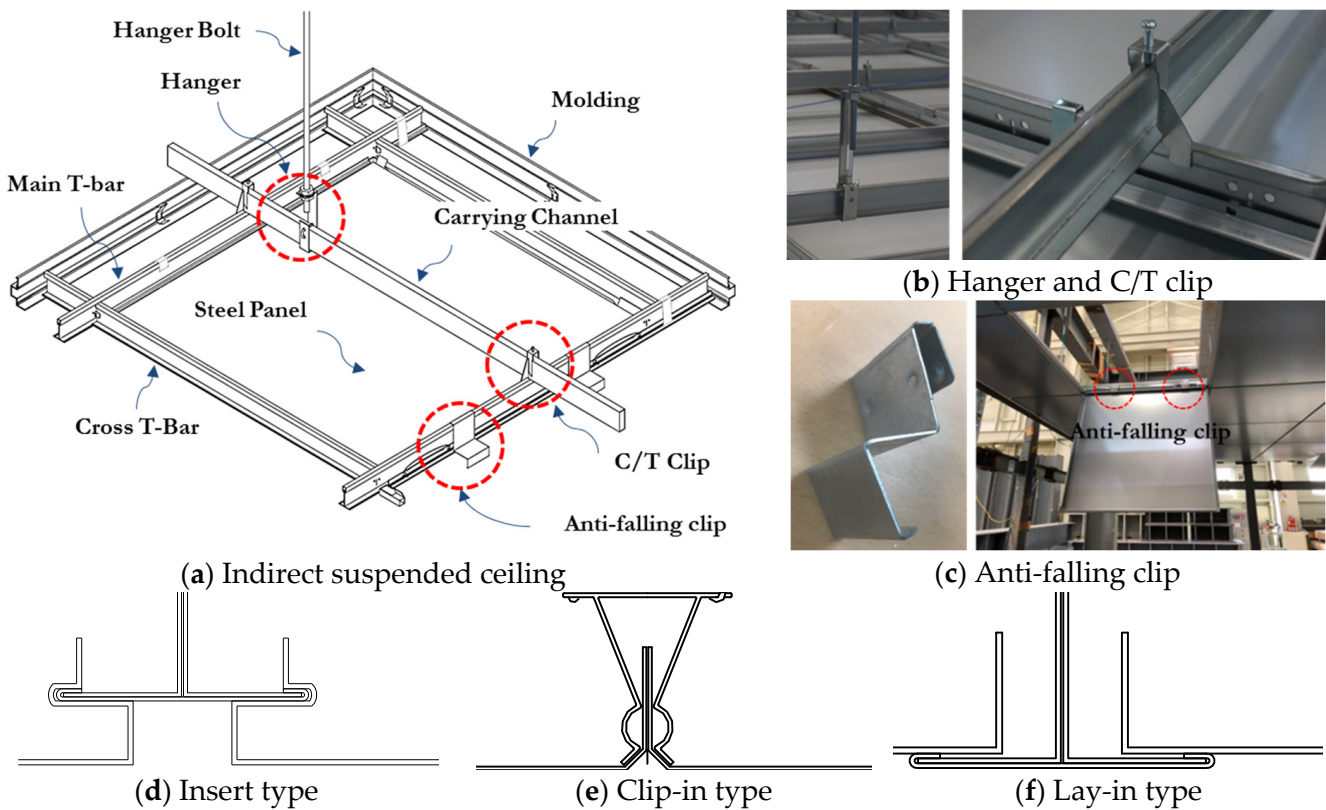 Hanger Bolt
Hanger
Molding
Main T-bar
Carrying Channel
Steel Panel
Cross T-Bar
C/T Clip
Anti-falling clip
(a) Indirect suspended ceiling
(b) Hanger and C/T clip
Anti-falling clip
(c) Anti-falling clip
(d) Insert type
(e) Clip-in type
(f) Lay-in type